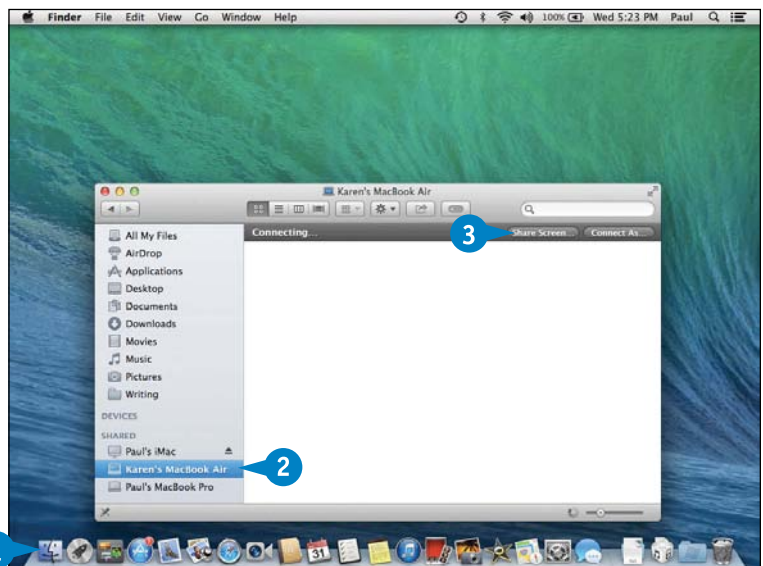 Finder File Edit View Go Window Help 100% Wed 5:23 PM Paul
Karen's MacBook Air
Connecting...
3
Share Screen... Connect As...
All My Files
AirDrop
Applications
Desktop
Documents
Downloads
Movies
Music
Pictures
Writing
DEVICES
SHARED
Paul's iMac
Karen's MacBook Air
2
Paul's MacBook Pro
31